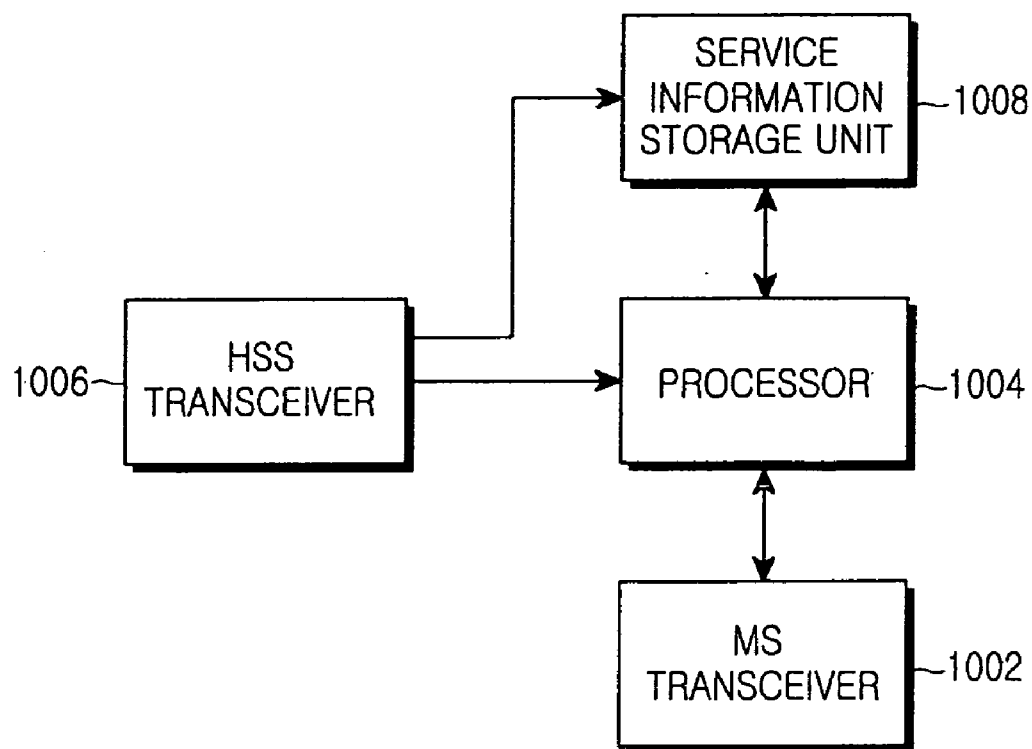 SERVICE
INFORMATION
STORAGE UNIT
1008
HSS
TRANSCEIVER
1006
PROCESSOR
1004
MS
TRANSCEIVER
1002